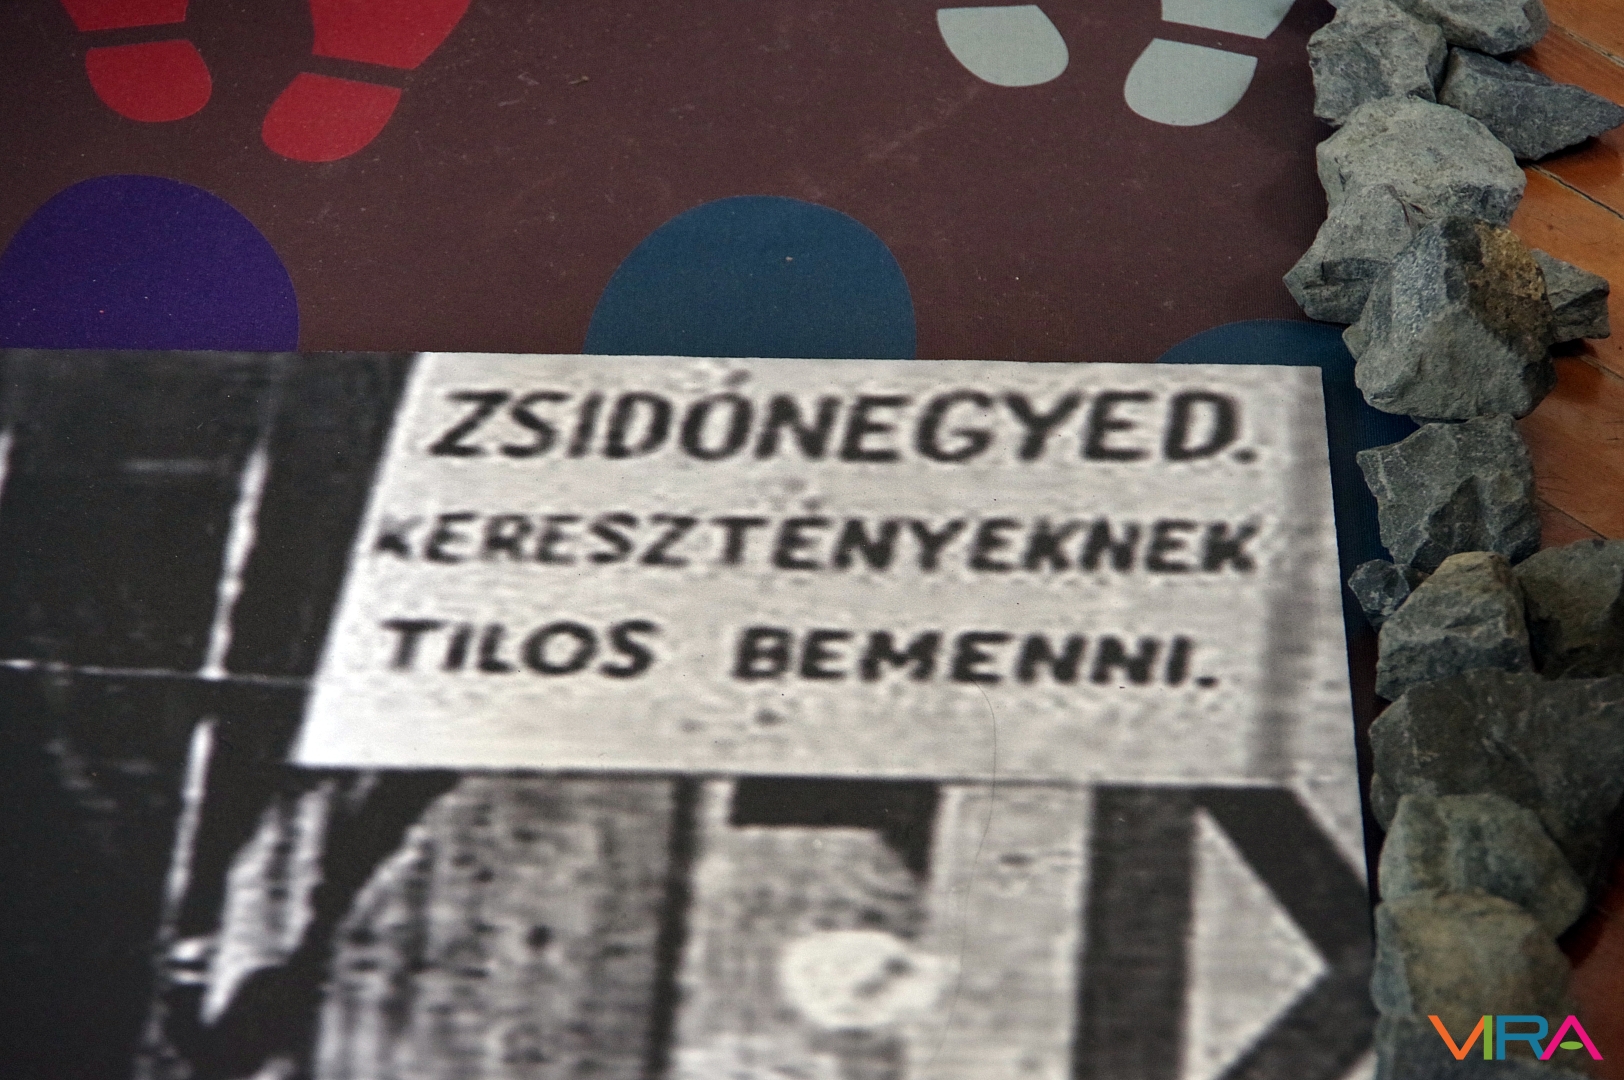 ZSIDÓNEGYED.
KERESZTÉNYEKNEK
TILOS BEMENNI.
VIRA